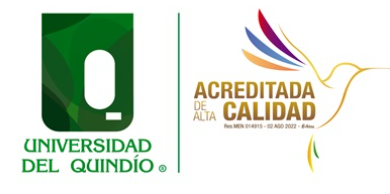 UNIVERSIDAD
DEL QUINDÍO ®
ACREDITADA
DE ALTA CALIDAD
Res MEN 014915 - 02 AGO 2022 -